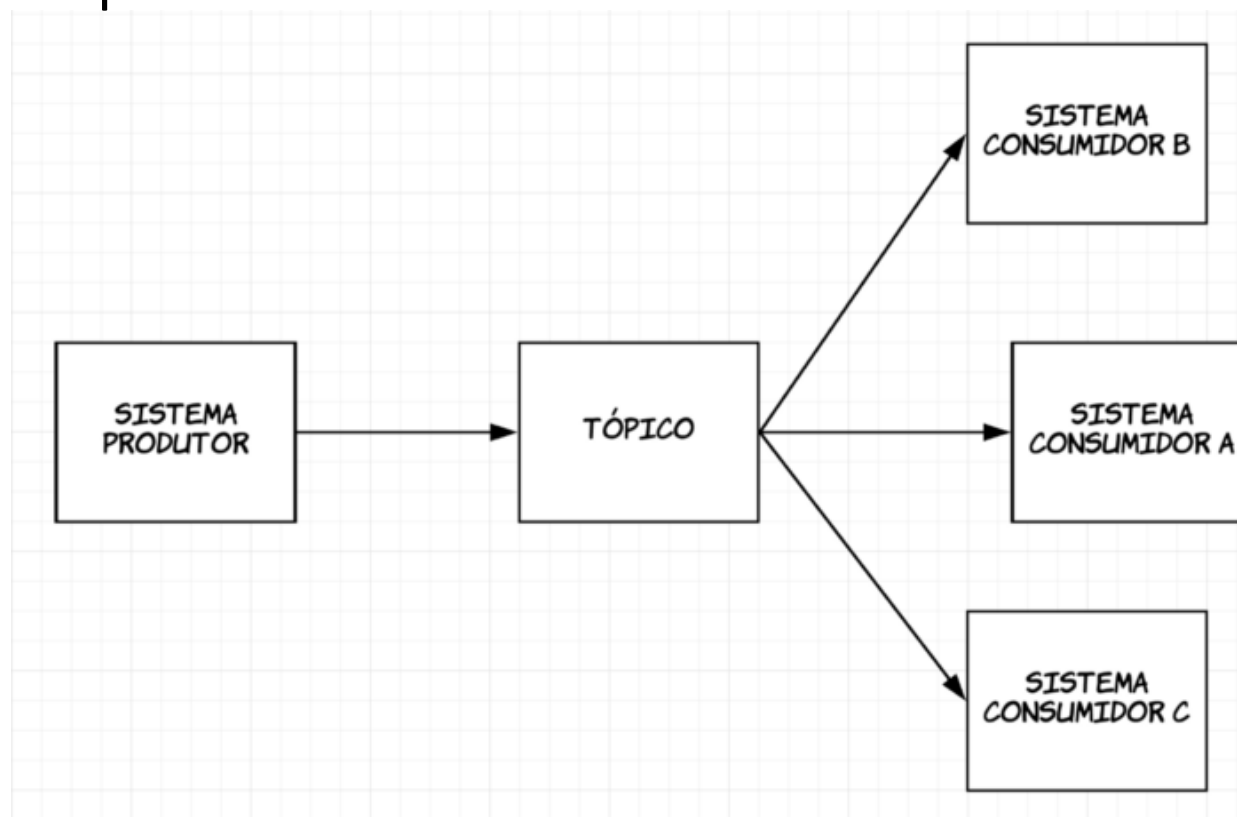 SISTEMA
CONSUMIDOR B
SISTEMA
PRODUTOR
TÓPICO
SISTEMA
CONSUMIDOR A
SISTEMA
CONSUMIDOR C